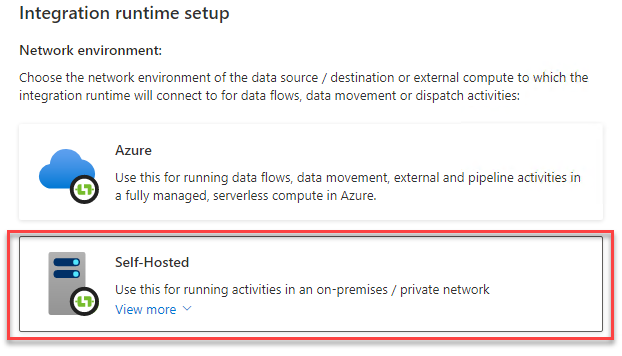 Integration runtime setup
Network environment:
Choose the network environment of the data source / destination or external compute to which the
integration runtime will connect to for data flows, data movement or dispatch activities:
Azure
Use this for running data flows, data movement, external and pipeline activities in
a fully managed, serverless compute in Azure.
Self-Hosted
Use this for running activities in an on-premises / private network
View more